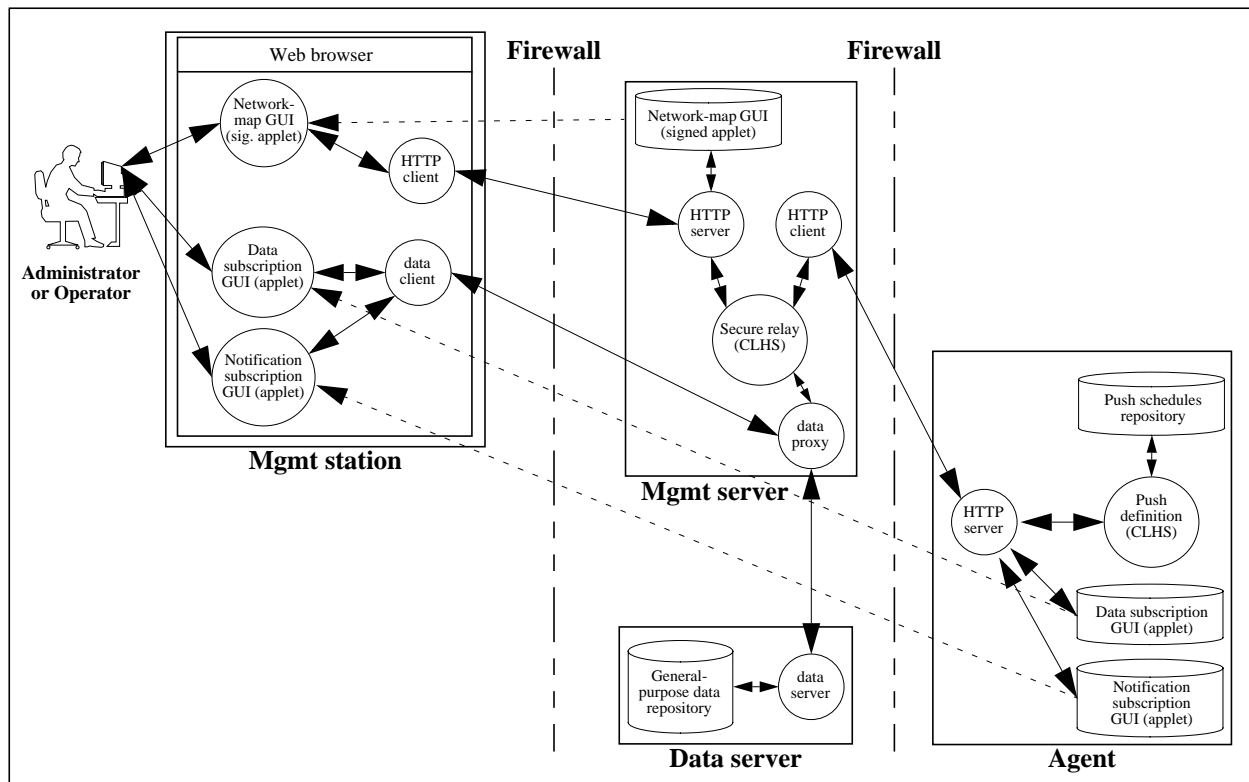 Web browser
Network-
map GUI
(sig. applet)
HTTP
client
Administrator
or Operator
Data
subscription
GUI (applet)
data
client
Notification
subscription
GUI (applet)
Mgmt station
Firewall
Network-map GUI
(signed applet)
HTTP
server
HTTP
client
Secure relay
(CLHS)
data
proxy
Mgmt server
General-
purpose data
repository
data
server
Data server
Firewall
Push schedules
repository
HTTP
server
Push
definition
(CLHS)
Data subscription
GUI (applet)
Notification
subscription
GUI (applet)
Agent